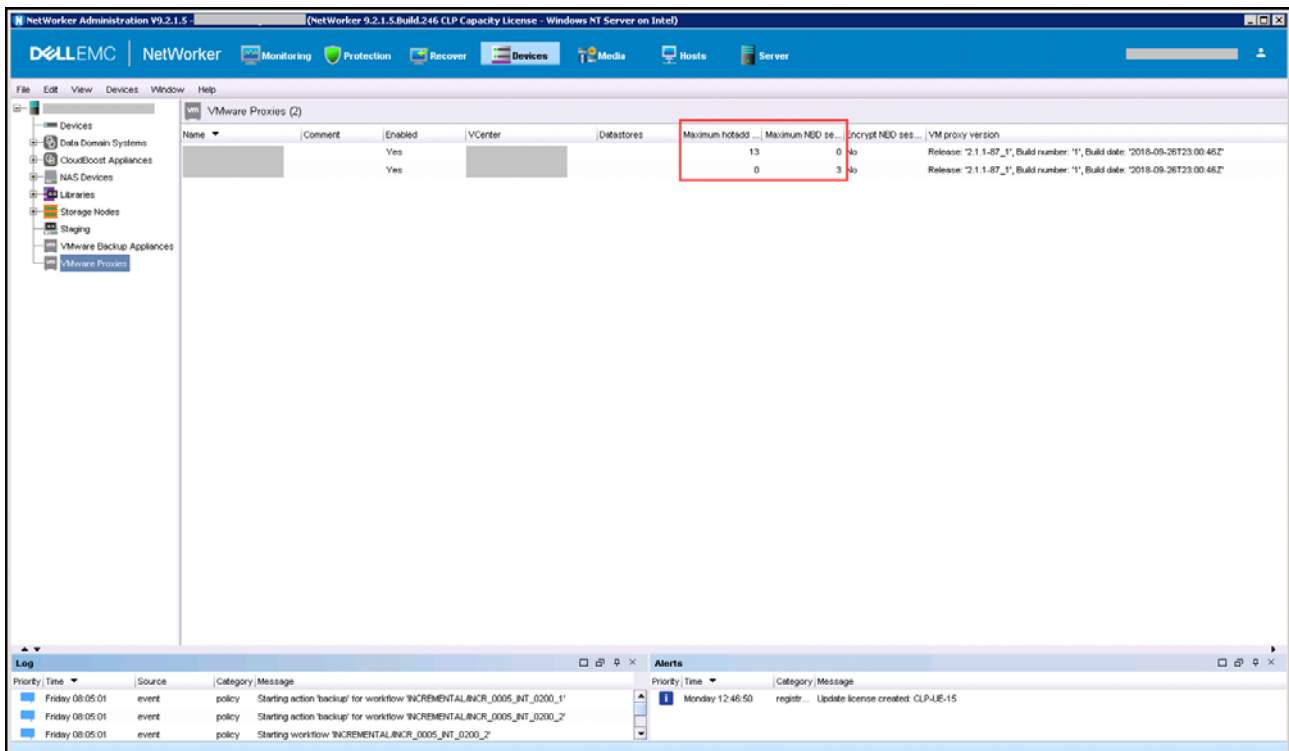 NetWorker Administration V9.2.1.5 - (NetWorker 9.2.1.5.Build.246 CLP Capacity License - Windows NT Server on Intel)
DELLEMC | NetWorker Monitoring Protection Recover Devices Media Hosts Server
File Edit View Devices Window Help
VMware Proxies (2)
Devices
Data Domain Systems
CloudBoost Appliances
NAS Devices
Libraries
Storage Nodes
Staging
VMware Backup Appliances
VMware Proxies
Name Comment Enabled VCenter Datastores Maximum hotadd ... Maximum NBD se... Encrypt NBD ses... VM proxy version
Yes 13 0 No Release: '2.1.1-87_1', Build number: '1', Build date: '2018-09-26T23:00:46Z'
Yes 0 3 No Release: '2.1.1-87_1', Build number: '1', Build date: '2018-09-26T23:00:46Z'
Log
Priority Time Source Category Message
Friday 08:05:01 event policy Starting action 'backup' for workflow 'INCREMENTAL/INCR_0005_INT_0200_1'
Friday 08:05:01 event policy Starting action 'backup' for workflow 'INCREMENTAL/INCR_0005_INT_0200_2'
Friday 08:05:01 event policy Starting workflow 'INCREMENTAL/INCR_0005_INT_0200_2'
Alerts
Priority Time Category Message
Monday 12:46:50 registr... Update license created: CLP-UE-15